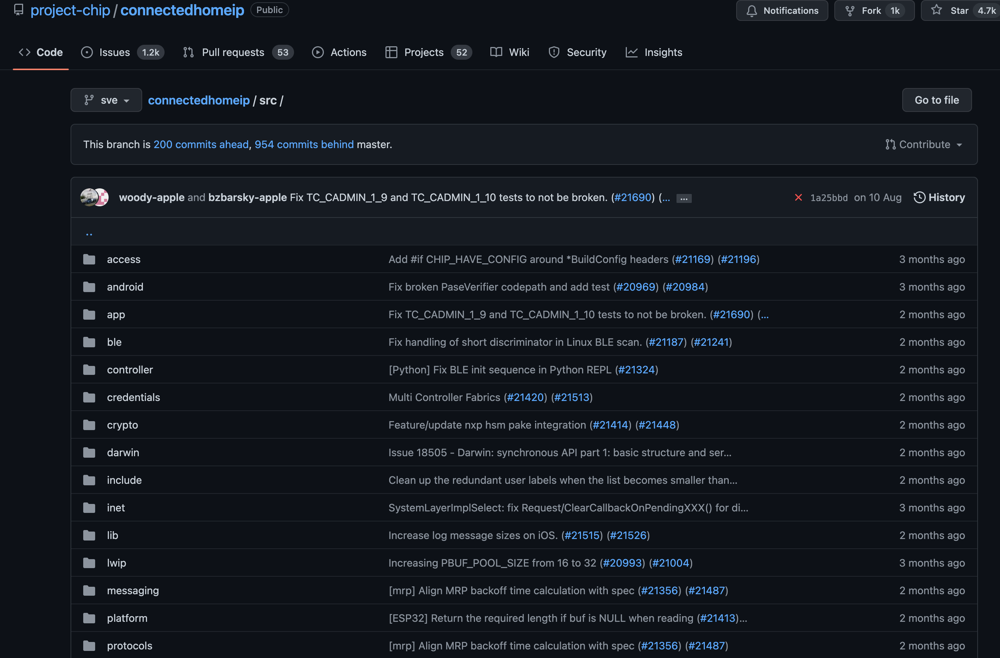 project-chip / connectedhomeip Public Notifications Fork 1k Star 4.7k
Code Issues 1.2k Pull requests 53 Actions Projects 52 Wiki Security Insights
sve connectedhomeip / src / Go to file
This branch is 200 commits ahead, 954 commits behind master. Contribute
woody-apple and bzbarsky-apple Fix TC_CADMIN_1_9 and TC_CADMIN_1_10 tests to not be broken. (#21690) (... ... 1a25bbd on 10 Aug History
..
access Add #if CHIP_HAVE_CONFIG around *BuildConfig headers (#21169) (#21196) 3 months ago
android Fix broken PaseVerifier codepath and add test (#20969) (#20984) 3 months ago
app Fix TC_CADMIN_1_9 and TC_CADMIN_1_10 tests to not be broken. (#21690) (... 2 months ago
ble Fix handling of short discriminator in Linux BLE scan. (#21187) (#21241) 2 months ago
controller [Python] Fix BLE init sequence in Python REPL (#21324) 2 months ago
credentials Multi Controller Fabrics (#21420) (#21513) 2 months ago
crypto Feature/update nxp hsm pake integration (#21414) (#21448) 2 months ago
darwin Issue 18505 - Darwin: synchronous API part 1: basic structure and ser... 2 months ago
include Clean up the redundant user labels when the list becomes smaller than... 2 months ago
inet SystemLayerImplSelect: fix Request/ClearCallbackOnPendingXXX() for di... 3 months ago
lib Increase log message sizes on iOS. (#21515) (#21526) 2 months ago
lwip Increasing PBUF_POOL_SIZE from 16 to 32 (#20993) (#21004) 3 months ago
messaging [mrp] Align MRP backoff time calculation with spec (#21356) (#21487) 2 months ago
platform [ESP32] Return the required length if buf is NULL when reading (#21413)... 2 months ago
protocols [mrp] Align MRP backoff time calculation with spec (#21356) (#21487) 2 months ago